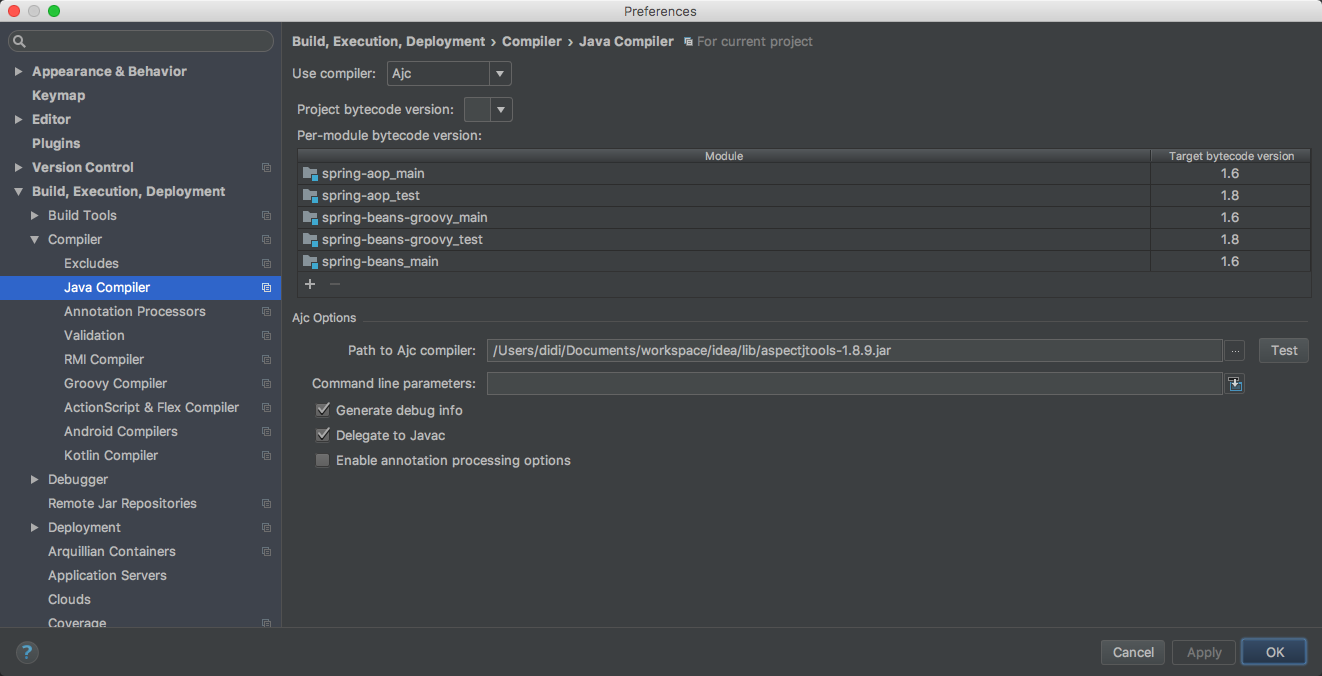 Preferences
Appearance & Behavior
Keymap
Editor
Plugins
Version Control
Build, Execution, Deployment
Build Tools
Compiler
Excludes
Java Compiler
Annotation Processors
Validation
RMI Compiler
Groovy Compiler
ActionScript & Flex Compiler
Android Compilers
Kotlin Compiler
Debugger
Remote Jar Repositories
Deployment
Arquillian Containers
Application Servers
Clouds
Coverage
Build, Execution, Deployment › Compiler › Java Compiler For current project
Use compiler: Ajc
Project bytecode version:
Per-module bytecode version:
Module Target bytecode version
spring-aop_main 1.6
spring-aop_test 1.8
spring-beans-groovy_main 1.6
spring-beans-groovy_test 1.8
spring-beans_main 1.6
+ −
Ajc Options
Path to Ajc compiler: /Users/didi/Documents/workspace/idea/lib/aspectjtools-1.8.9.jar ... Test
Command line parameters:
Generate debug info
Delegate to Javac
Enable annotation processing options
? Cancel Apply OK